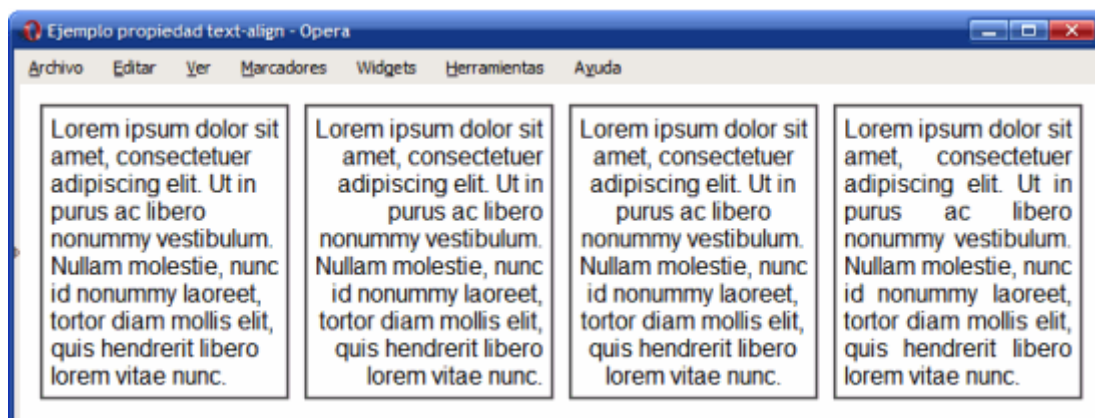 Ejemplo propiedad text-align - Opera
Archivo Editar Ver Marcadores Widgets Herramientas Ayuda
Lorem ipsum dolor sit
amet, consectetuer
adipiscing elit. Ut in
purus ac libero
nonummy vestibulum.
Nullam molestie, nunc
id nonummy laoreet,
tortor diam mollis elit,
quis hendrerit libero
lorem vitae nunc.
Lorem ipsum dolor sit
amet, consectetuer
adipiscing elit. Ut in
purus ac libero
nonummy vestibulum.
Nullam molestie, nunc
id nonummy laoreet,
tortor diam mollis elit,
quis hendrerit libero
lorem vitae nunc.
Lorem ipsum dolor sit
amet, consectetuer
adipiscing elit. Ut in
purus ac libero
nonummy vestibulum.
Nullam molestie, nunc
id nonummy laoreet,
tortor diam mollis elit,
quis hendrerit libero
lorem vitae nunc.
Lorem ipsum dolor sit
amet, consectetuer
adipiscing elit. Ut in
purus ac libero
nonummy vestibulum.
Nullam molestie, nunc
id nonummy laoreet,
tortor diam mollis elit,
quis hendrerit libero
lorem vitae nunc.